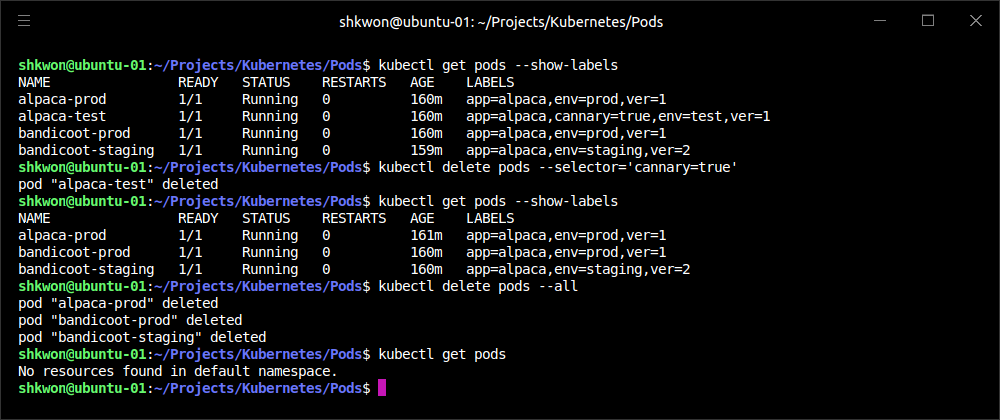 shkwon@ubuntu-01: ~/Projects/Kubernetes/Pods
shkwon@ubuntu-01:~/Projects/Kubernetes/Pods$ kubectl get pods --show-labels
NAME READY STATUS RESTARTS AGE LABELS
alpaca-prod 1/1 Running 0 160m app=alpaca,env=prod,ver=1
alpaca-test 1/1 Running 0 160m app=alpaca,cannary=true,env=test,ver=1
bandicoot-prod 1/1 Running 0 160m app=alpaca,env=prod,ver=1
bandicoot-staging 1/1 Running 0 159m app=alpaca,env=staging,ver=2
shkwon@ubuntu-01:~/Projects/Kubernetes/Pods$ kubectl delete pods --selector='cannary=true'
pod "alpaca-test" deleted
shkwon@ubuntu-01:~/Projects/Kubernetes/Pods$ kubectl get pods --show-labels
NAME READY STATUS RESTARTS AGE LABELS
alpaca-prod 1/1 Running 0 161m app=alpaca,env=prod,ver=1
bandicoot-prod 1/1 Running 0 160m app=alpaca,env=prod,ver=1
bandicoot-staging 1/1 Running 0 160m app=alpaca,env=staging,ver=2
shkwon@ubuntu-01:~/Projects/Kubernetes/Pods$ kubectl delete pods --all
pod "alpaca-prod" deleted
pod "bandicoot-prod" deleted
pod "bandicoot-staging" deleted
shkwon@ubuntu-01:~/Projects/Kubernetes/Pods$ kubectl get pods
No resources found in default namespace.
shkwon@ubuntu-01:~/Projects/Kubernetes/Pods$